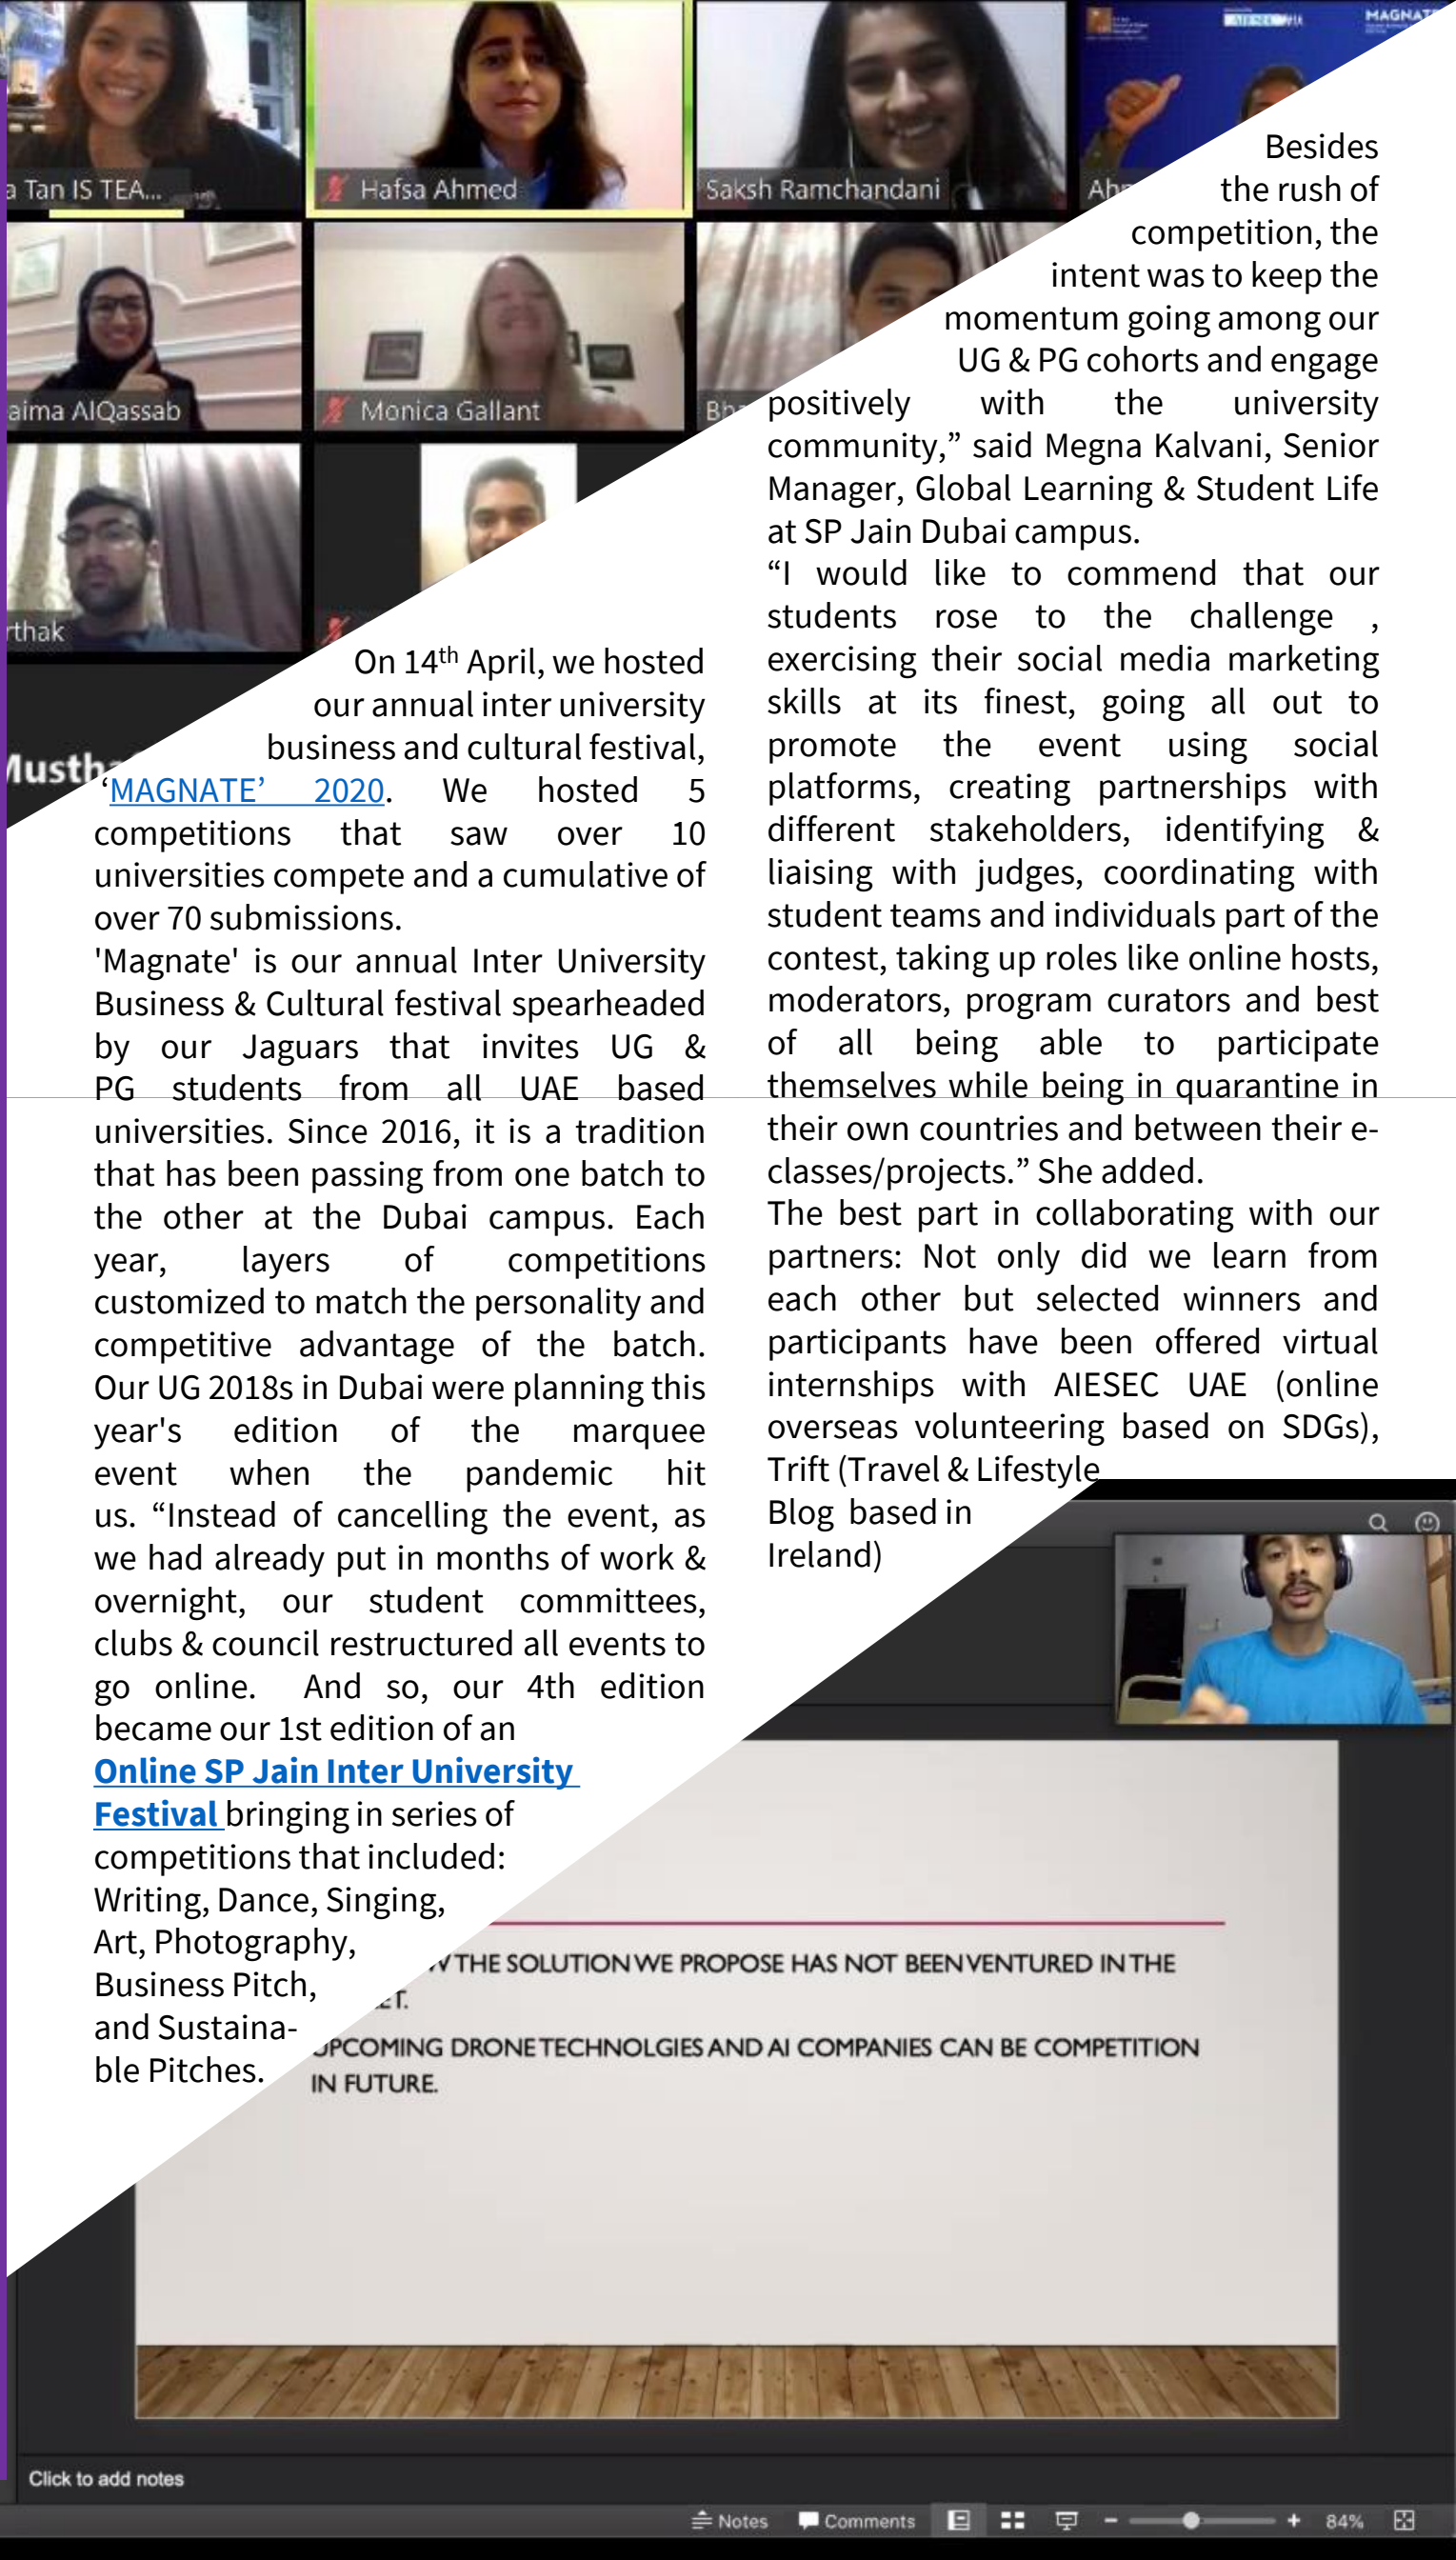 a Tan IS TEA...
Hafsa Ahmed
Saksh Ramchandani
MAGNATE
aima AlQassab
Monica Gallant
rthak
On 14th April, we hosted
our annual inter university
business and cultural festival,
‘MAGNATE’ 2020. We hosted 5
competitions that saw over 10
universities compete and a cumulative of
over 70 submissions.
'Magnate' is our annual Inter University
Business & Cultural festival spearheaded
by our Jaguars that invites UG &
PG students from all UAE based
universities. Since 2016, it is a tradition
that has been passing from one batch to
the other at the Dubai campus. Each
year, layers of competitions
customized to match the personality and
competitive advantage of the batch.
Our UG 2018s in Dubai were planning this
year's edition of the marquee
event when the pandemic hit
us. “Instead of cancelling the event, as
we had already put in months of work &
overnight, our student committees,
clubs & council restructured all events to
go online. And so, our 4th edition
became our 1st edition of an
Online SP Jain Inter University
Festival bringing in series of
competitions that included:
Writing, Dance, Singing,
Art, Photography,
Business Pitch,
and Sustaina-
ble Pitches.
Besides
the rush of
competition, the
intent was to keep the
momentum going among our
UG & PG cohorts and engage
positively with the university
community,” said Megna Kalvani, Senior
Manager, Global Learning & Student Life
at SP Jain Dubai campus.
“I would like to commend that our
students rose to the challenge ,
exercising their social media marketing
skills at its finest, going all out to
promote the event using social
platforms, creating partnerships with
different stakeholders, identifying &
liaising with judges, coordinating with
student teams and individuals part of the
contest, taking up roles like online hosts,
moderators, program curators and best
of all being able to participate
themselves while being in quarantine in
their own countries and between their e-
classes/projects.” She added.
The best part in collaborating with our
partners: Not only did we learn from
each other but selected winners and
participants have been offered virtual
internships with AIESEC UAE (online
overseas volunteering based on SDGs),
Trift (Travel & Lifestyle
Blog based in
Ireland)
THE SOLUTION WE PROPOSE HAS NOT BEEN VENTURED IN THE
UPCOMING DRONE TECHNOLGIES AND AI COMPANIES CAN BE COMPETITION
IN FUTURE.
Click to add notes
Notes Comments 84%